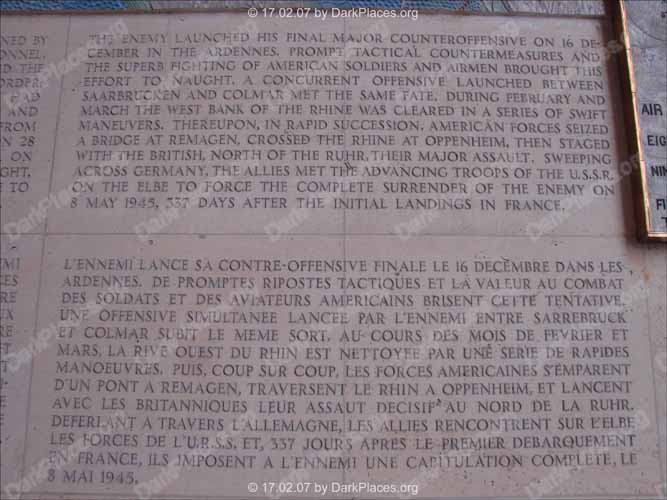 © 17.02.07 by DarkPlaces.org
THE ENEMY LAUNCHED HIS FINAL MAJOR COUNTEROFFENSIVE ON 16 DE-
CEMBER IN THE ARDENNES. PROMPT TACTICAL COUNTERMEASURES AND
THE SUPERB FIGHTING OF AMERICAN SOLDIERS AND AIRMEN BROUGHT THIS
EFFORT TO NAUGHT. A CONCURRENT OFFENSIVE LAUNCHED BETWEEN
SAARBRUCKEN AND COLMAR MET THE SAME FATE. DURING FEBRUARY AND
MARCH THE WEST BANK OF THE RHINE WAS CLEARED IN A SERIES OF SWIFT
MANEUVERS. THEREUPON, IN RAPID SUCCESSION, AMERICAN FORCES SEIZED
A BRIDGE AT REMAGEN, CROSSED THE RHINE AT OPPENHEIM, THEN STAGED
WITH THE BRITISH, NORTH OF THE RUHR, THEIR MAJOR ASSAULT. SWEEPING
ACROSS GERMANY, THE ALLIES MET THE ADVANCING TROOPS OF THE U.S.S.R.
ON THE ELBE TO FORCE THE COMPLETE SURRENDER OF THE ENEMY ON
8 MAY 1945, 337 DAYS AFTER THE INITIAL LANDINGS IN FRANCE.
L'ENNEMI LANCE SA CONTRE-OFFENSIVE FINALE LE 16 DECEMBRE DANS LES
ARDENNES. DE PROMPTES RIPOSTES TACTIQUES ET LA VALEUR AU COMBAT
DES SOLDATS ET DES AVIATEURS AMERICAINS BRISENT CETTE TENTATIVE.
UNE OFFENSIVE SIMULTANEE LANCEE PAR L'ENNEMI ENTRE SARREBRUCK
ET COLMAR SUBIT LE MEME SORT. AU COURS DES MOIS DE FEVRIER ET
MARS, LA RIVE OUEST DU RHIN EST NETTOYEE PAR UNE SERIE DE RAPIDES
MANOEUVRES. PUIS, COUP SUR COUP, LES FORCES AMERICAINES S'EMPARENT
D'UN PONT A REMAGEN, TRAVERSENT LE RHIN A OPPENHEIM, ET LANCENT
AVEC LES BRITANNIQUES LEUR ASSAUT DECISIF AU NORD DE LA RUHR.
DEFERLANT A TRAVERS L'ALLEMAGNE, LES ALLIES RENCONTRENT SUR L'ELBE
LES FORCES DE L'U.R.S.S. ET, 337 JOURS APRES LE PREMIER DEBARQUEMENT
EN FRANCE, ILS IMPOSENT A L'ENNEMI UNE CAPITULATION COMPLETE, LE
8 MAI 1945.
AIR
© 17.02.07 by DarkPlaces.org